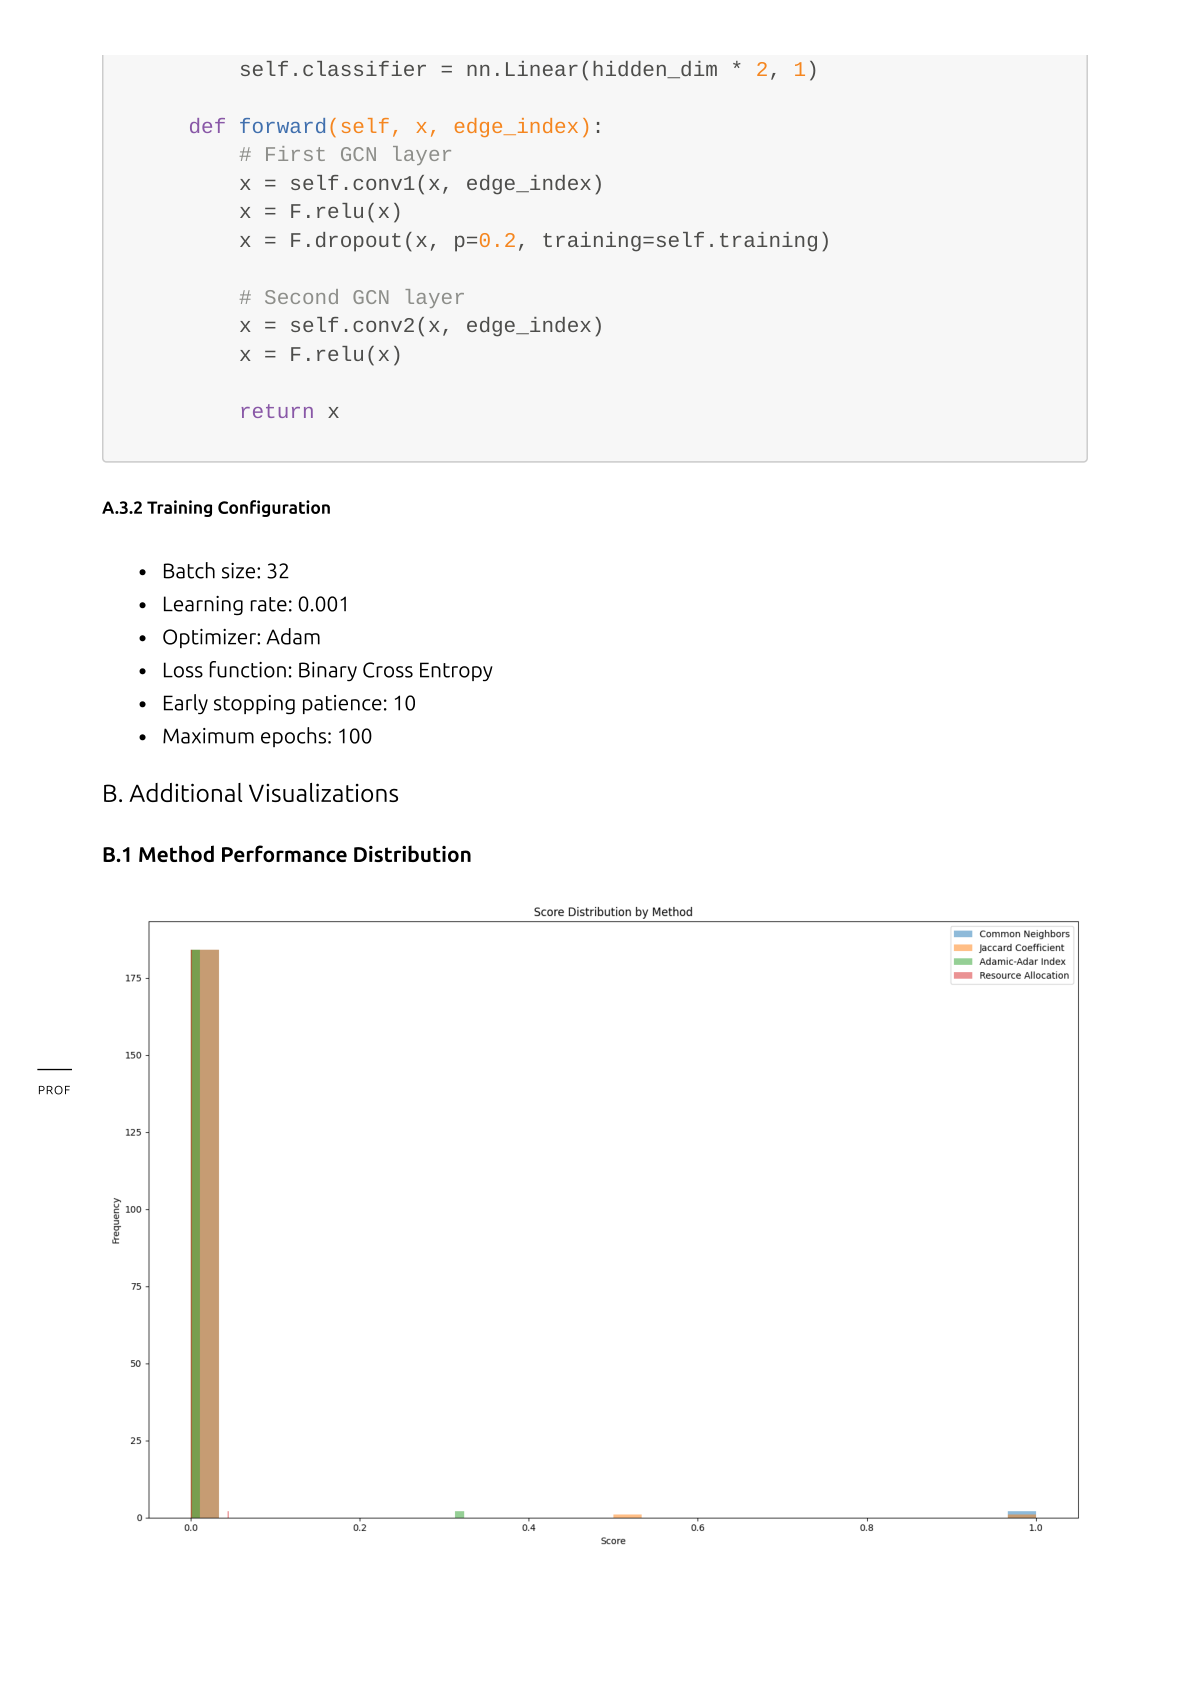 self.classifier = nn.Linear(hidden_dim * 2, 1)
    def forward(self, x, edge_index):
        # First GCN layer
        x = self.conv1(x, edge_index)
        x = F.relu(x)
        x = F.dropout(x, p=0.2, training=self.training)
        # Second GCN layer
        x = self.conv2(x, edge_index)
        x = F.relu(x)
        return x
A.3.2 Training Configuration
• Batch size: 32
• Learning rate: 0.001
• Optimizer: Adam
• Loss function: Binary Cross Entropy
• Early stopping patience: 10
• Maximum epochs: 100
B. Additional Visualizations
B.1 Method Performance Distribution
Score Distribution by Method
Common Neighbors
Jaccard Coefficient
Adamic-Adar Index
Resource Allocation
175
150
125
100
75
50
25
0
Frequency
0.0 0.2 0.4 0.6 0.8 1.0
Score
PROF